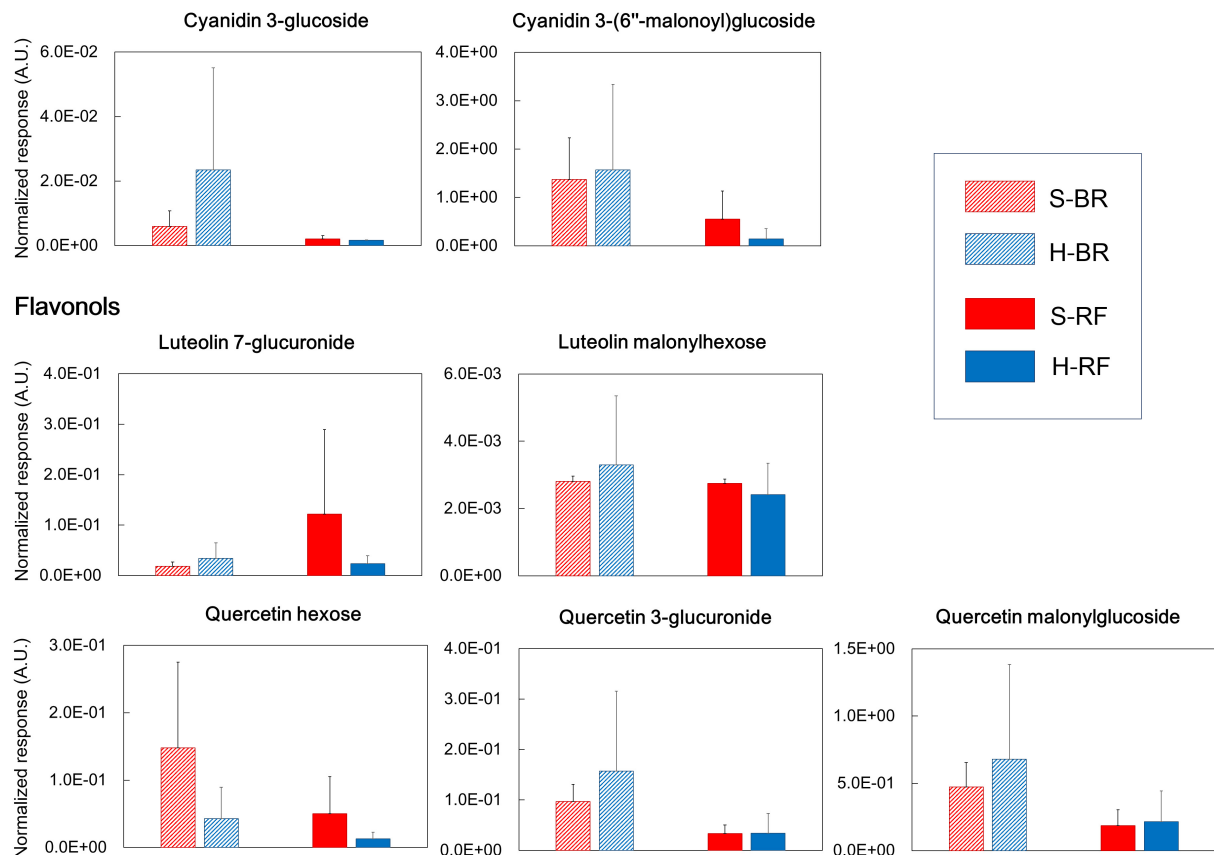 Cyanidin 3-glucoside
Cyanidin 3-(6"-malonoyl)glucoside
Normalized response (A.U.)
6.0E-02
4.0E-02
2.0E-02
0.0E+00
4.0E+00
3.0E+00
2.0E+00
1.0E+00
0.0E+00
S-BR
H-BR
S-RF
H-RF
Flavonols
Luteolin 7-glucuronide
Luteolin malonylhexose
Normalized response (A.U.)
4.0E-01
3.0E-01
2.0E-01
1.0E-01
0.0E+00
6.0E-03
4.0E-03
2.0E-03
0.0E+00
Quercetin hexose
Quercetin 3-glucuronide
Quercetin malonylglucoside
Normalized response (A.U.)
3.0E-01
2.0E-01
1.0E-01
0.0E+00
4.0E-01
3.0E-01
2.0E-01
1.0E-01
0.0E+00
1.5E+00
1.0E+00
5.0E-01
0.0E+00